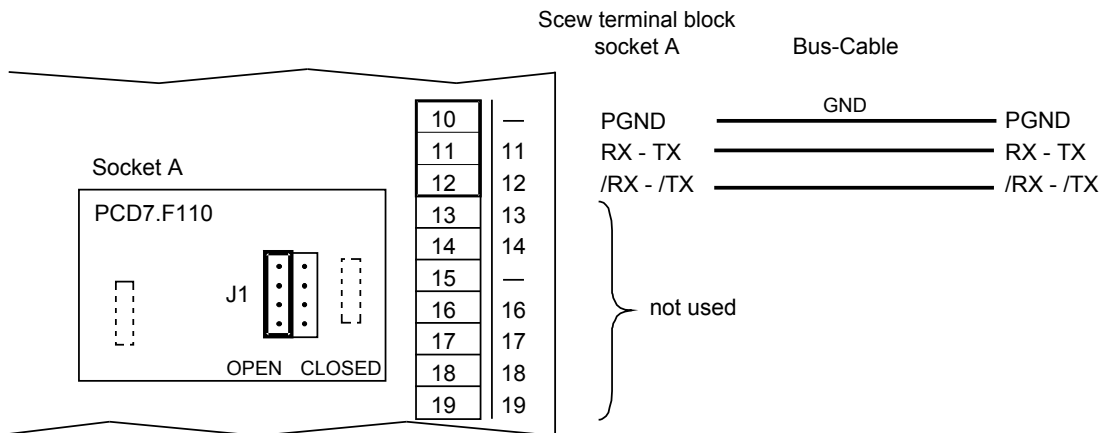 Scew terminal block
socket A
Bus-Cable
10 — PGND GND PGND
11 11 RX - TX RX - TX
12 12 /RX - /TX /RX - /TX
13 13
14 14
15 —
16 16
17 17
18 18
19 19
not used
Socket A
PCD7.F110
J1
OPEN CLOSED